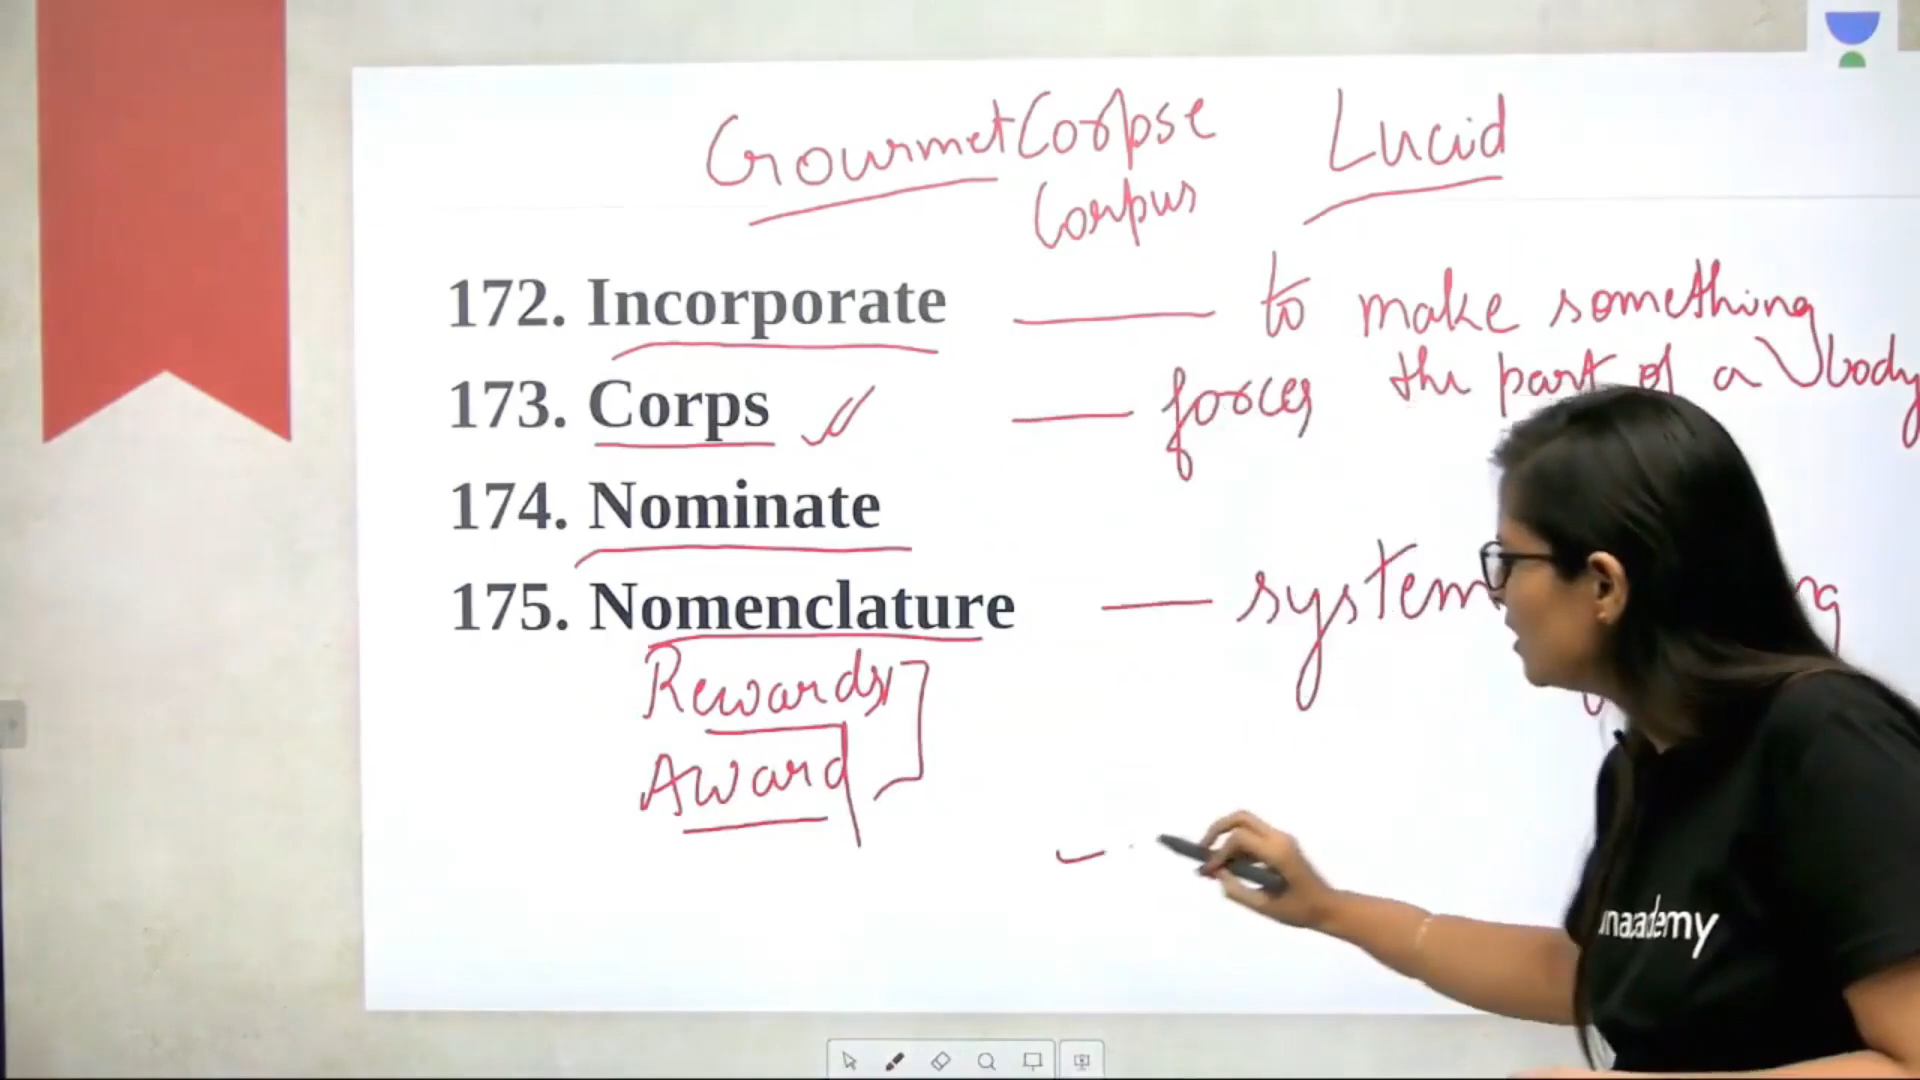 Gourmet Corpse Lucid
Corpus
172. Incorporate — to make something
the part of a body
173. Corps — forces
174. Nominate
175. Nomenclature — system
Rewards
Award
unacademy